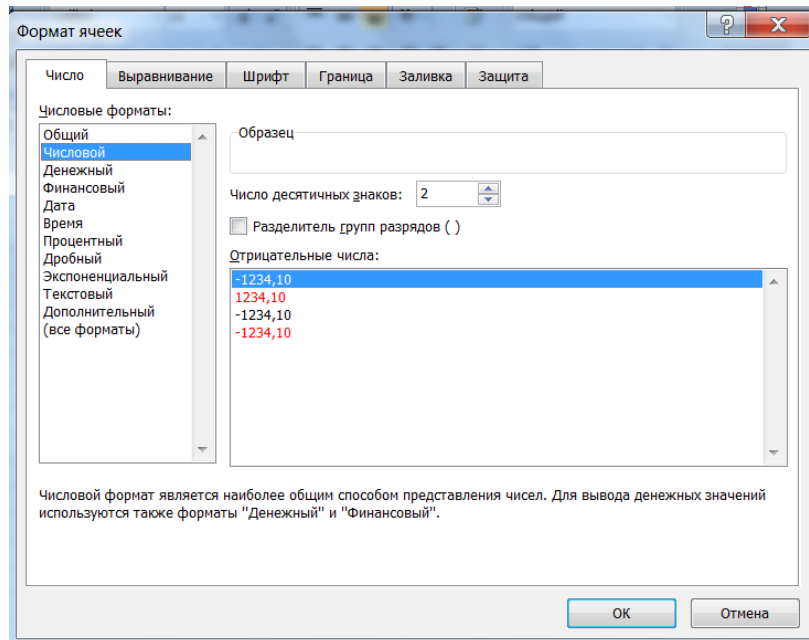 Формат ячеек
Число Выравнивание Шрифт Граница Заливка Защита
Числовые форматы:
Общий
Числовой
Денежный
Финансовый
Дата
Время
Процентный
Дробный
Экспоненциальный
Текстовый
Дополнительный
(все форматы)
Образец
Число десятичных знаков: 2
Разделитель групп разрядов ( )
Отрицательные числа:
-1234,10
1234,10
-1234,10
-1234,10
Числовой формат является наиболее общим способом представления чисел. Для вывода денежных значений
используются также форматы "Денежный" и "Финансовый".
ОК Отмена